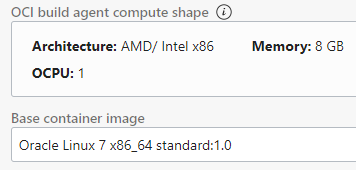 OCI build agent compute shape
Architecture: AMD/ Intel x86 Memory: 8 GB
OCPU: 1
Base container image
Oracle Linux 7 x86_64 standard:1.0